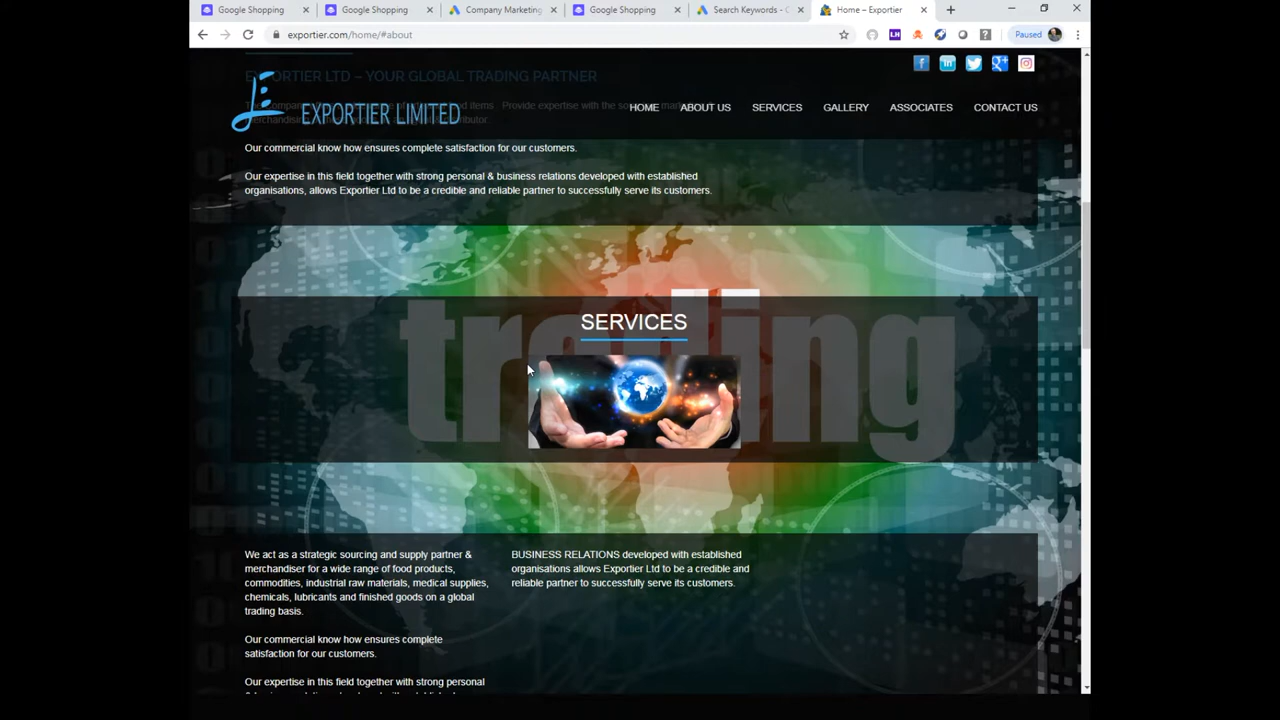 Google Shopping
Google Shopping
Company Marketing
Google Shopping
Search Keywords - 
Home – Exportier
exportier.com/home/#about
LH
Paused
EXPORTIER LTD – YOUR GLOBAL TRADING PARTNER
EXPORTIER LIMITED
HOME
ABOUT US
SERVICES
GALLERY
ASSOCIATES
CONTACT US
items Provide expertise with the
Our commercial know how ensures complete satisfaction for our customers.
Our expertise in this field together with strong personal & business relations developed with established
organisations, allows Exportier Ltd to be a credible and reliable partner to successfully serve its customers.
trading
SERVICES
We act as a strategic sourcing and supply partner &
merchandiser for a wide range of food products,
commodities, industrial raw materials, medical supplies,
chemicals, lubricants and finished goods on a global
trading basis.
Our commercial know how ensures complete
satisfaction for our customers.
Our expertise in this field together with strong personal
BUSINESS RELATIONS developed with established
organisations allows Exportier Ltd to be a credible and
reliable partner to successfully serve its customers.